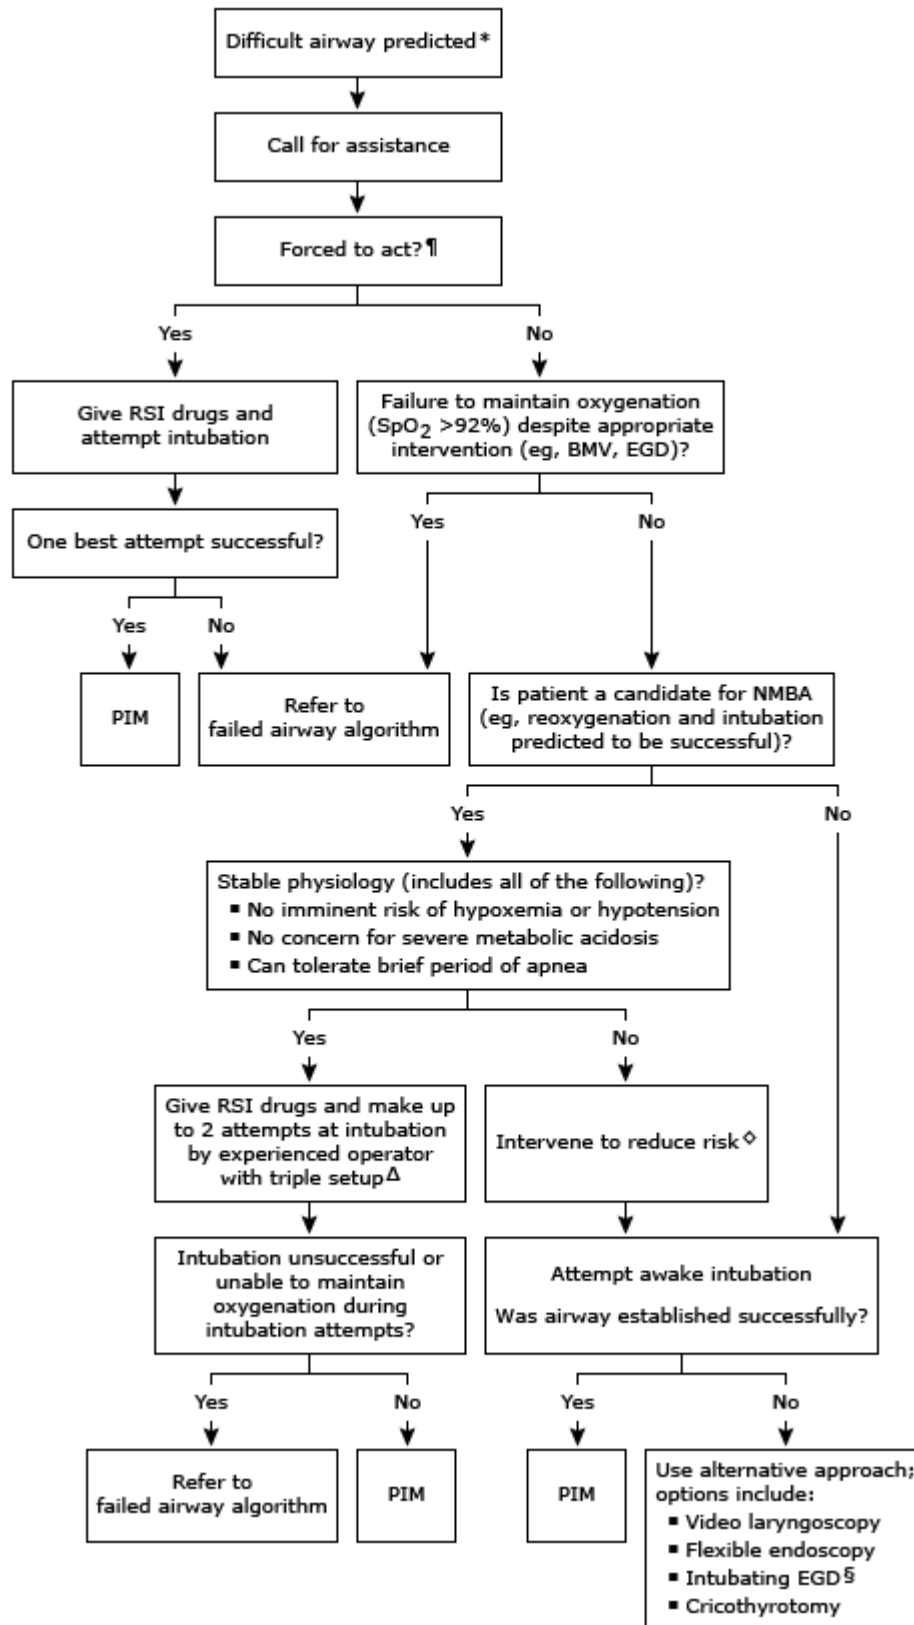 Difficult airway predicted*
Call for assistance
Forced to act?¶
Yes
No
Give RSI drugs and
attempt intubation
Failure to maintain oxygenation
(SpO2 >92%) despite appropriate
intervention (eg, BMV, EGD)?
One best attempt successful?
Yes
No
Yes
No
PIM
Refer to
failed airway algorithm
Is patient a candidate for NMBA
(eg, reoxygenation and intubation
predicted to be successful)?
Yes
No
Stable physiology (includes all of the following)?
▪ No imminent risk of hypoxemia or hypotension
▪ No concern for severe metabolic acidosis
▪ Can tolerate brief period of apnea
Yes
No
Give RSI drugs and make up
to 2 attempts at intubation
by experienced operator
with triple setupΔ
Intervene to reduce risk◇
Intubation unsuccessful or
unable to maintain
oxygenation during
intubation attempts?
Attempt awake intubation
Was airway established successfully?
Yes
No
Yes
No
Refer to
failed airway algorithm
PIM
PIM
Use alternative approach;
options include:
▪ Video laryngoscopy
▪ Flexible endoscopy
▪ Intubating EGD§
▪ Cricothyrotomy